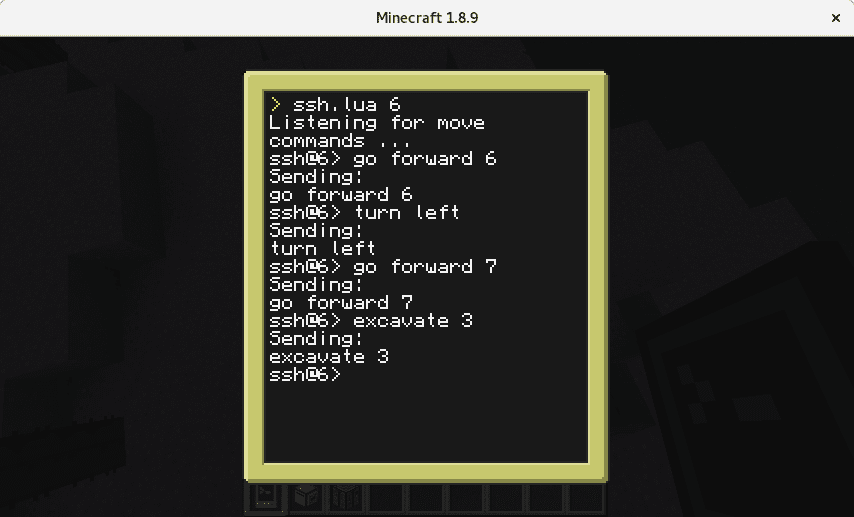 Minecraft 1.8.9
> ssh.lua 6
Listening for move
commands ...
ssh@6> go forward 6
Sending:
go forward 6
ssh@6> turn left
Sending:
turn left
ssh@6> go forward 7
Sending:
go forward 7
ssh@6> excavate 3
Sending:
excavate 3
ssh@6>